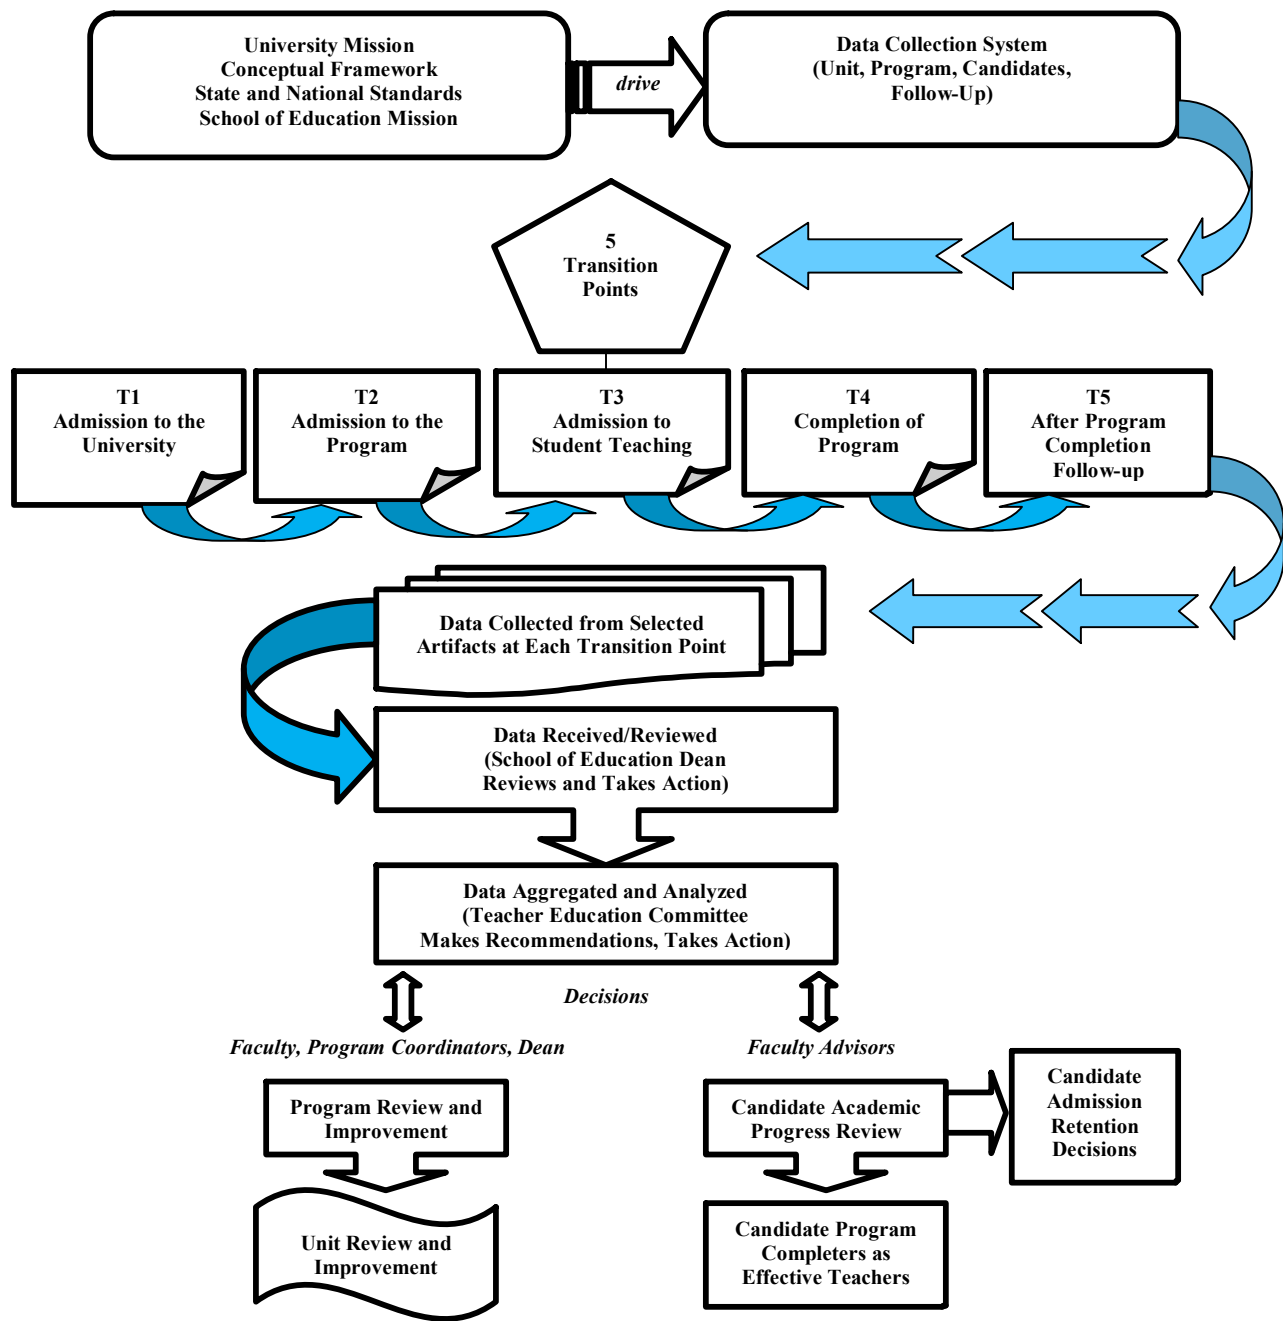 University Mission
Conceptual Framework
State and National Standards
School of Education Mission
drive
Data Collection System
(Unit, Program, Candidates,
Follow-Up)
5
Transition
Points
T1
Admission to the
University
T2
Admission to the
Program
T3
Admission to
Student Teaching
T4
Completion of
Program
T5
After Program
Completion
Follow-up
Data Collected from Selected
Artifacts at Each Transition Point
Data Received/Reviewed
(School of Education Dean
Reviews and Takes Action)
Data Aggregated and Analyzed
(Teacher Education Committee
Makes Recommendations, Takes Action)
Decisions
Faculty, Program Coordinators, Dean
Faculty Advisors
Program Review and
Improvement
Candidate Academic
Progress Review
Candidate
Admission
Retention
Decisions
Unit Review and
Improvement
Candidate Program
Completers as
Effective Teachers